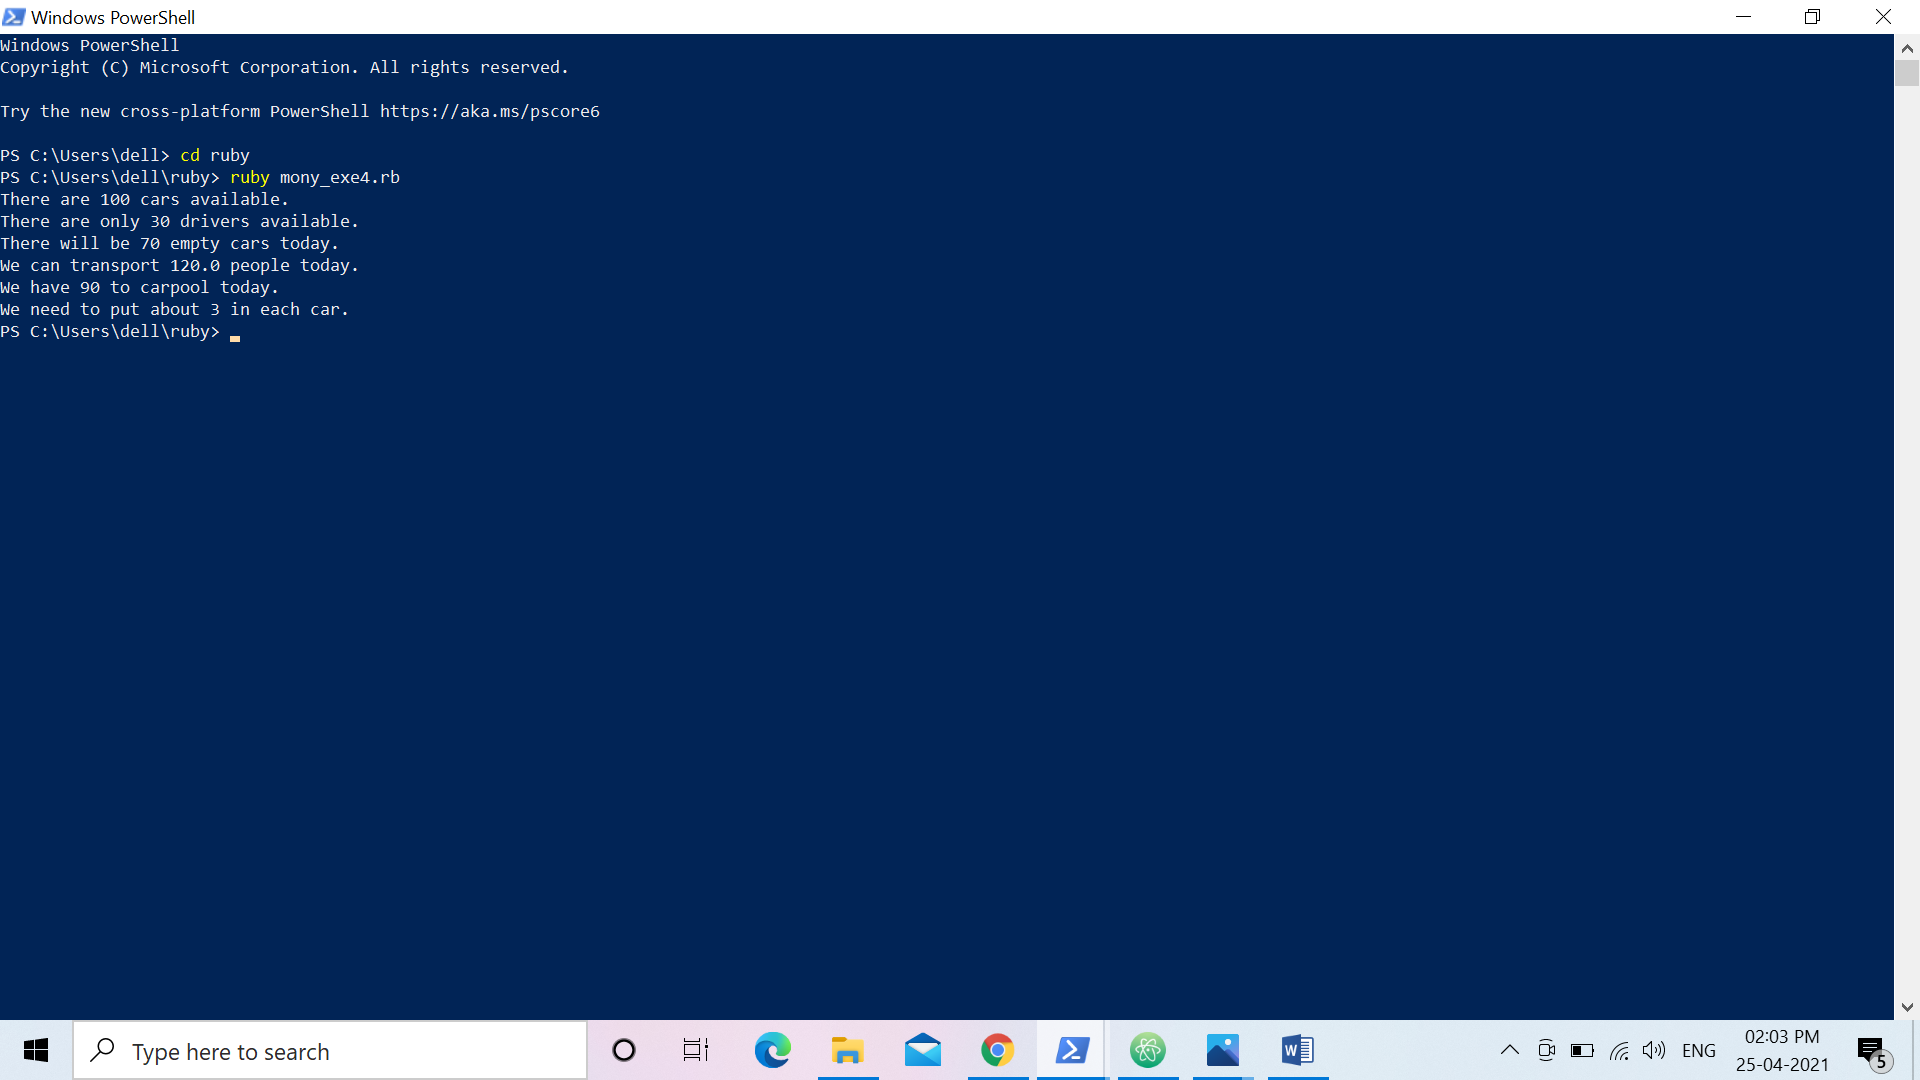 Windows PowerShell
Windows PowerShell
Copyright (C) Microsoft Corporation. All rights reserved.
Try the new cross-platform PowerShell https://aka.ms/pscore6
PS C:\Users\dell> cd ruby
PS C:\Users\dell\ruby> ruby mony_exe4.rb
There are 100 cars available.
There are only 30 drivers available.
There will be 70 empty cars today.
We can transport 120.0 people today.
We have 90 to carpool today.
We need to put about 3 in each car.
PS C:\Users\dell\ruby>
Type here to search
W
ENG
02:03 PM
25-04-2021
5